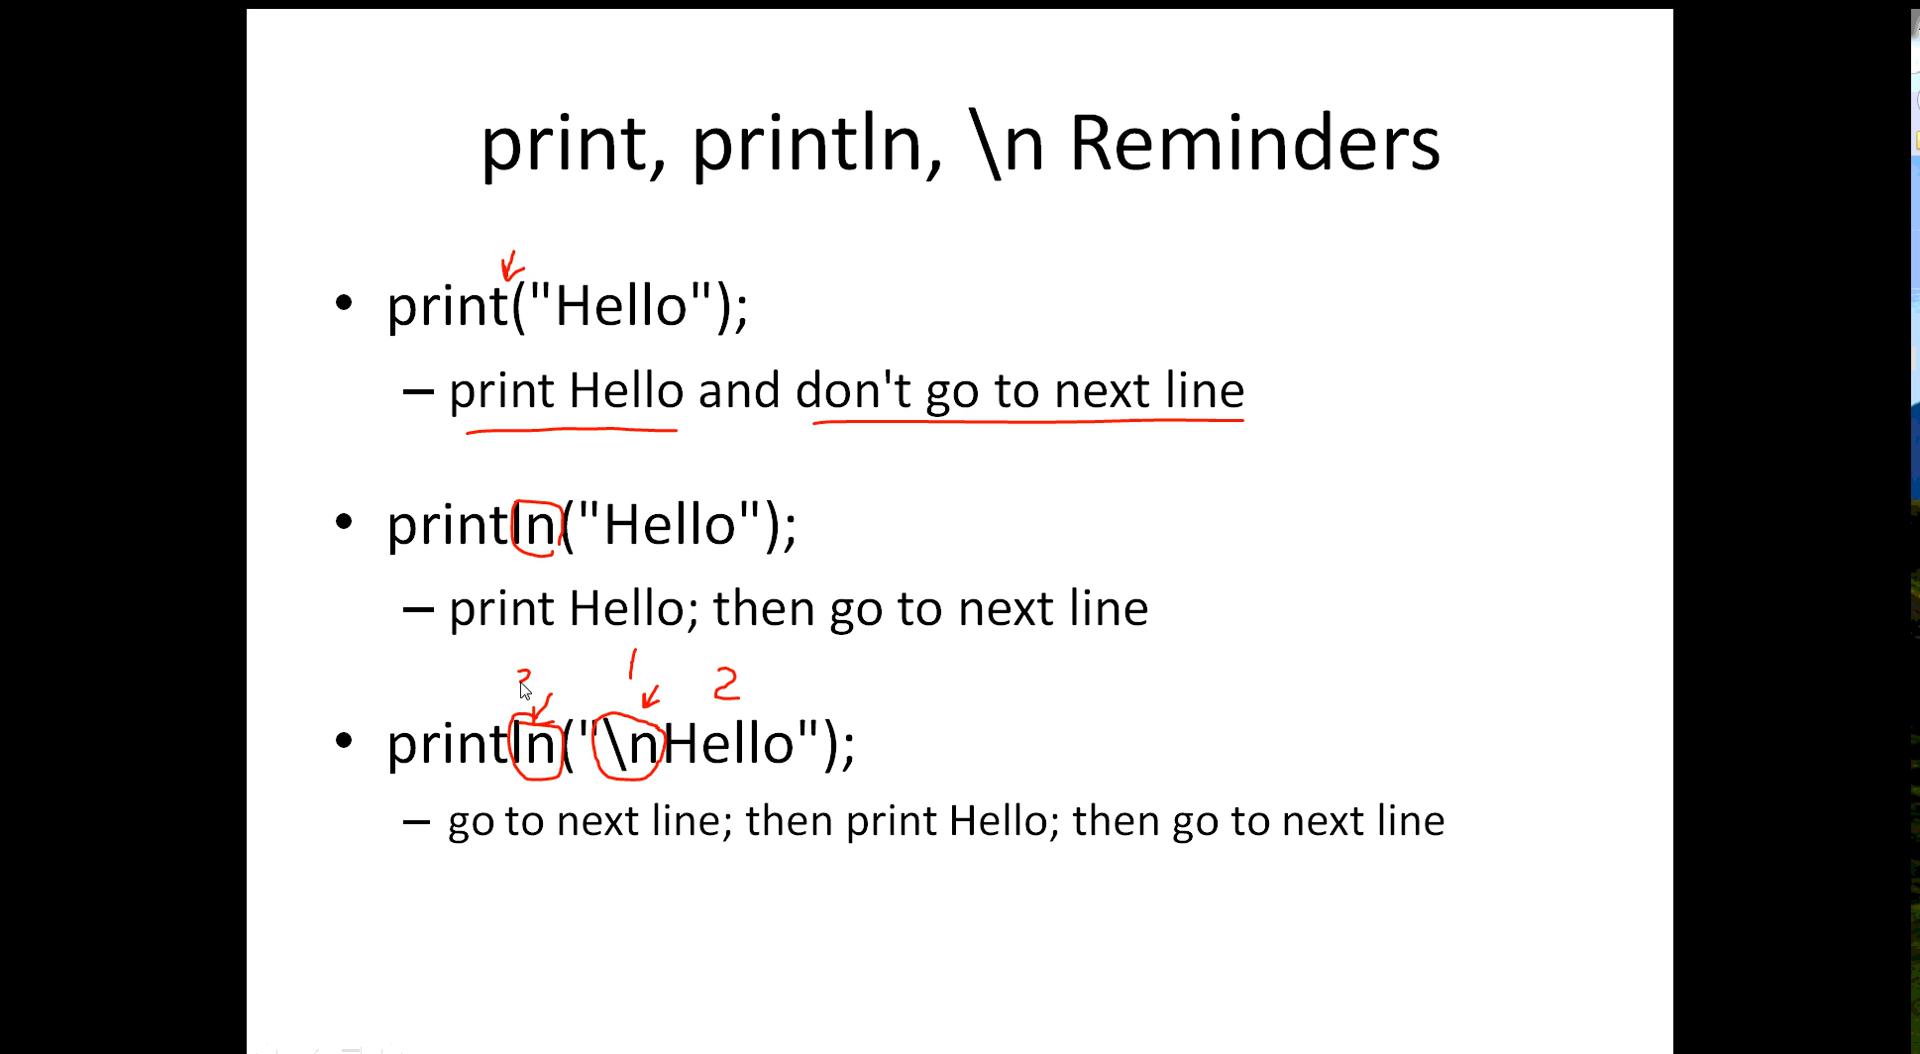 print, println, \n Reminders
• print("Hello");
– print Hello and don't go to next line
• println("Hello");
– print Hello; then go to next line
1 2
• println("\nHello");
– go to next line; then print Hello; then go to next line